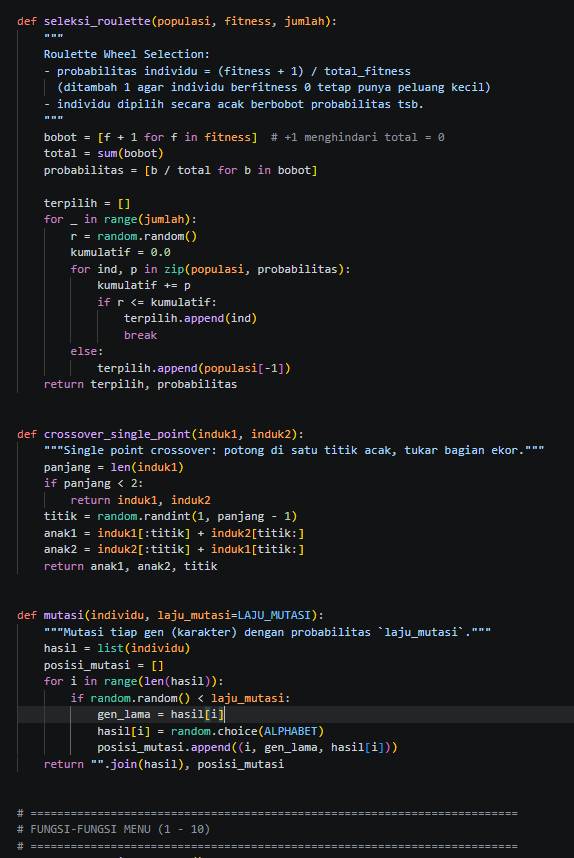 def seleksi_roulette(populasi, fitness, jumlah):
    """
    Roulette Wheel Selection:
    - probabilitas individu = (fitness + 1) / total_fitness
      (ditambah 1 agar individu berfitness 0 tetap punya peluang kecil)
    - individu dipilih secara acak berbobot probabilitas tsb.
    """
    bobot = [f + 1 for f in fitness]  # +1 menghindari total = 0
    total = sum(bobot)
    probabilitas = [b / total for b in bobot]

    terpilih = []
    for _ in range(jumlah):
        r = random.random()
        kumulatif = 0.0
        for ind, p in zip(populasi, probabilitas):
            kumulatif += p
            if r <= kumulatif:
                terpilih.append(ind)
                break
        else:
            terpilih.append(populasi[-1])
    return terpilih, probabilitas


def crossover_single_point(induk1, induk2):
    """Single point crossover: potong di satu titik acak, tukar bagian ekor."""
    panjang = len(induk1)
    if panjang < 2:
        return induk1, induk2
    titik = random.randint(1, panjang - 1)
    anak1 = induk1[:titik] + induk2[titik:]
    anak2 = induk2[:titik] + induk1[titik:]
    return anak1, anak2, titik


def mutasi(individu, laju_mutasi=LAJU_MUTASI):
    """Mutasi tiap gen (karakter) dengan probabilitas `laju_mutasi`."""
    hasil = list(individu)
    posisi_mutasi = []
    for i in range(len(hasil)):
        if random.random() < laju_mutasi:
            gen_lama = hasil[i]
            hasil[i] = random.choice(ALPHABET)
            posisi_mutasi.append((i, gen_lama, hasil[i]))
    return "".join(hasil), posisi_mutasi


# =========================================================================
# FUNGSI-FUNGSI MENU (1 - 10)
# =========================================================================